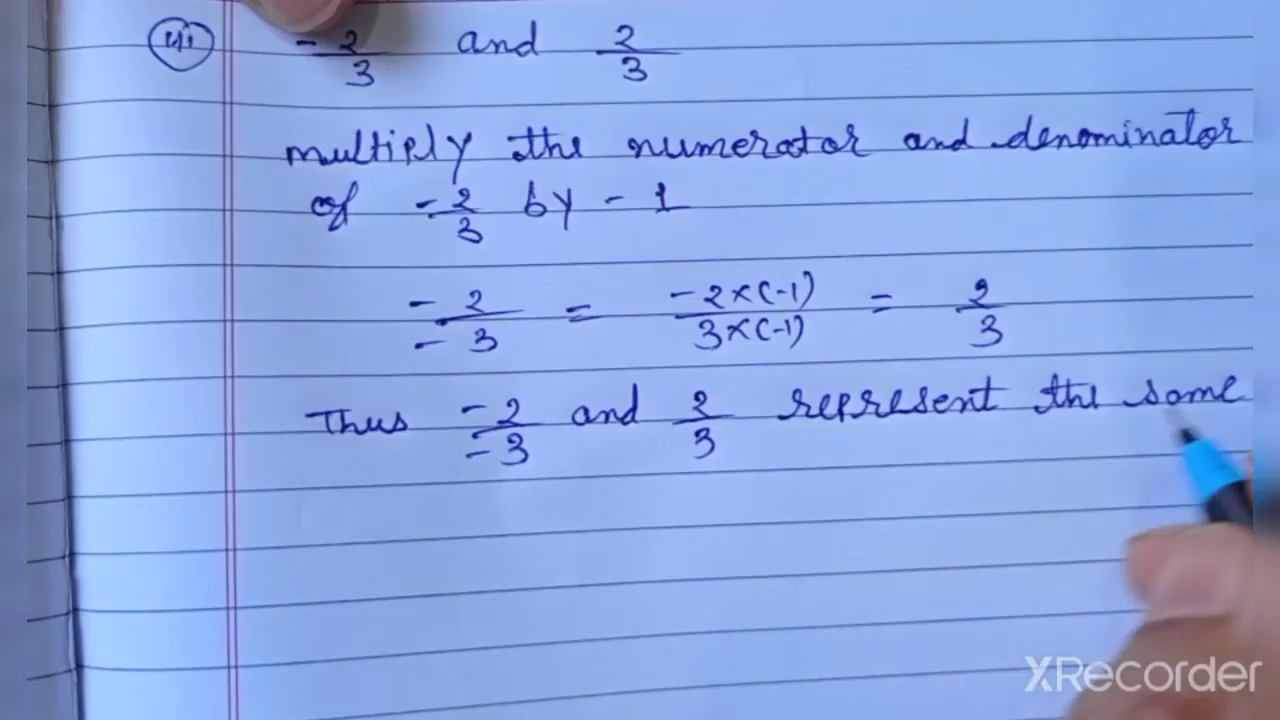 (vi) -2/3 and 2/3
multiply the numerator and denominator
of -2/3 by -1
-2/-3 = -2×(-1)/3×(-1) = 2/3
Thus -2/-3 and 2/3 represent the same
XRecorder